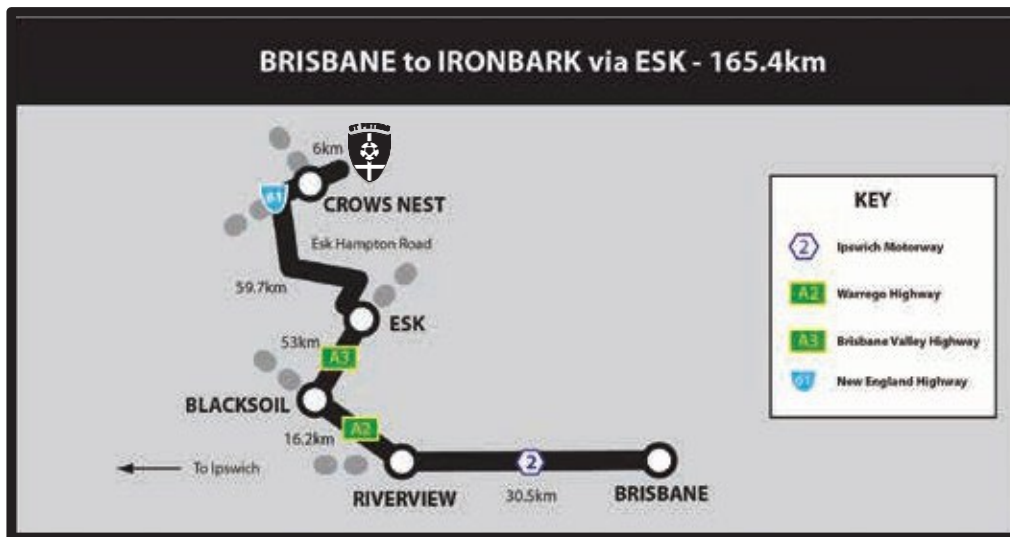 BRISBANE to IRONBARK via ESK - 165.4km
6km
61
CROWS NEST
Esk Hampton Road
59.7km
ESK
53km
A3
BLACKSOIL
A2
16.2km
To Ipswich
2
RIVERVIEW
30.5km
BRISBANE
KEY
2 Ipswich Motorway
A2 Warrego Highway
A3 Brisbane Valley Highway
61 New England Highway